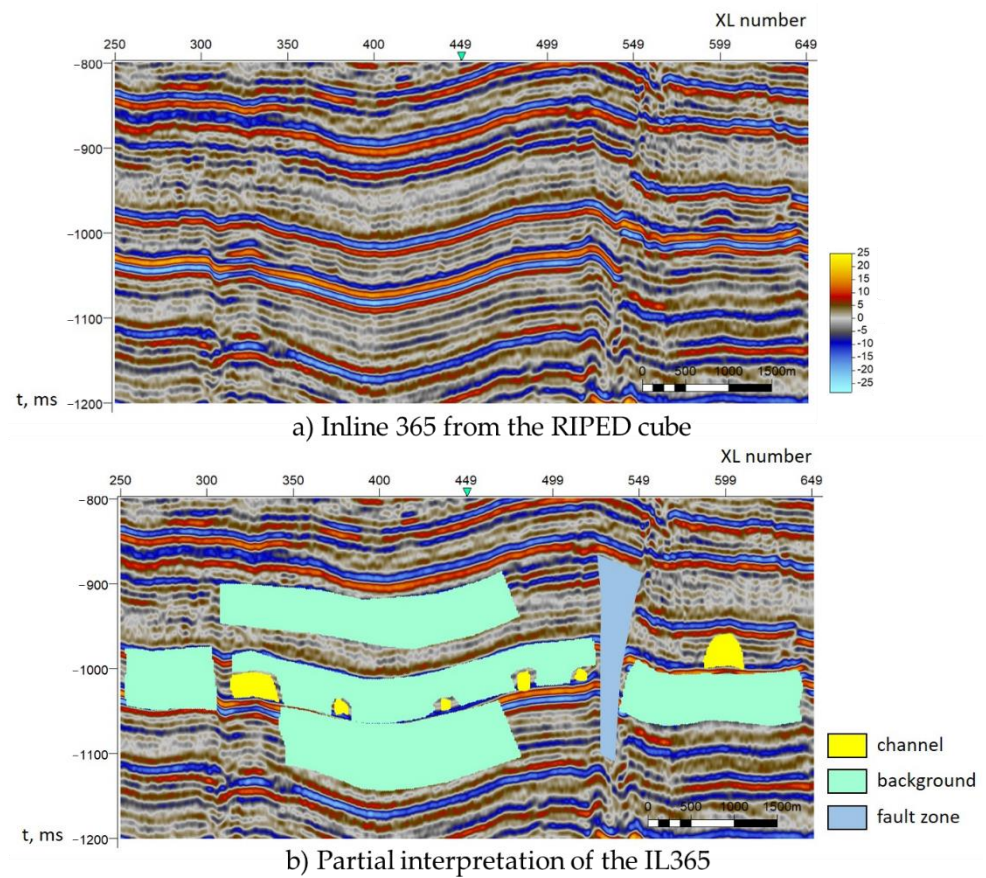 XL number
250 300 350 400 449 499 549 599 649
-800
-900
-1000
-1100
-1200
t, ms
25
20
15
10
5
0
-5
-10
-15
-20
-25
0 500 1000 1500m
a) Inline 365 from the RIPED cube
XL number
250 300 350 400 449 499 549 599 649
-800
-900
-1000
-1100
-1200
t, ms
channel
background
fault zone
0 500 1000 1500m
b) Partial interpretation of the IL365